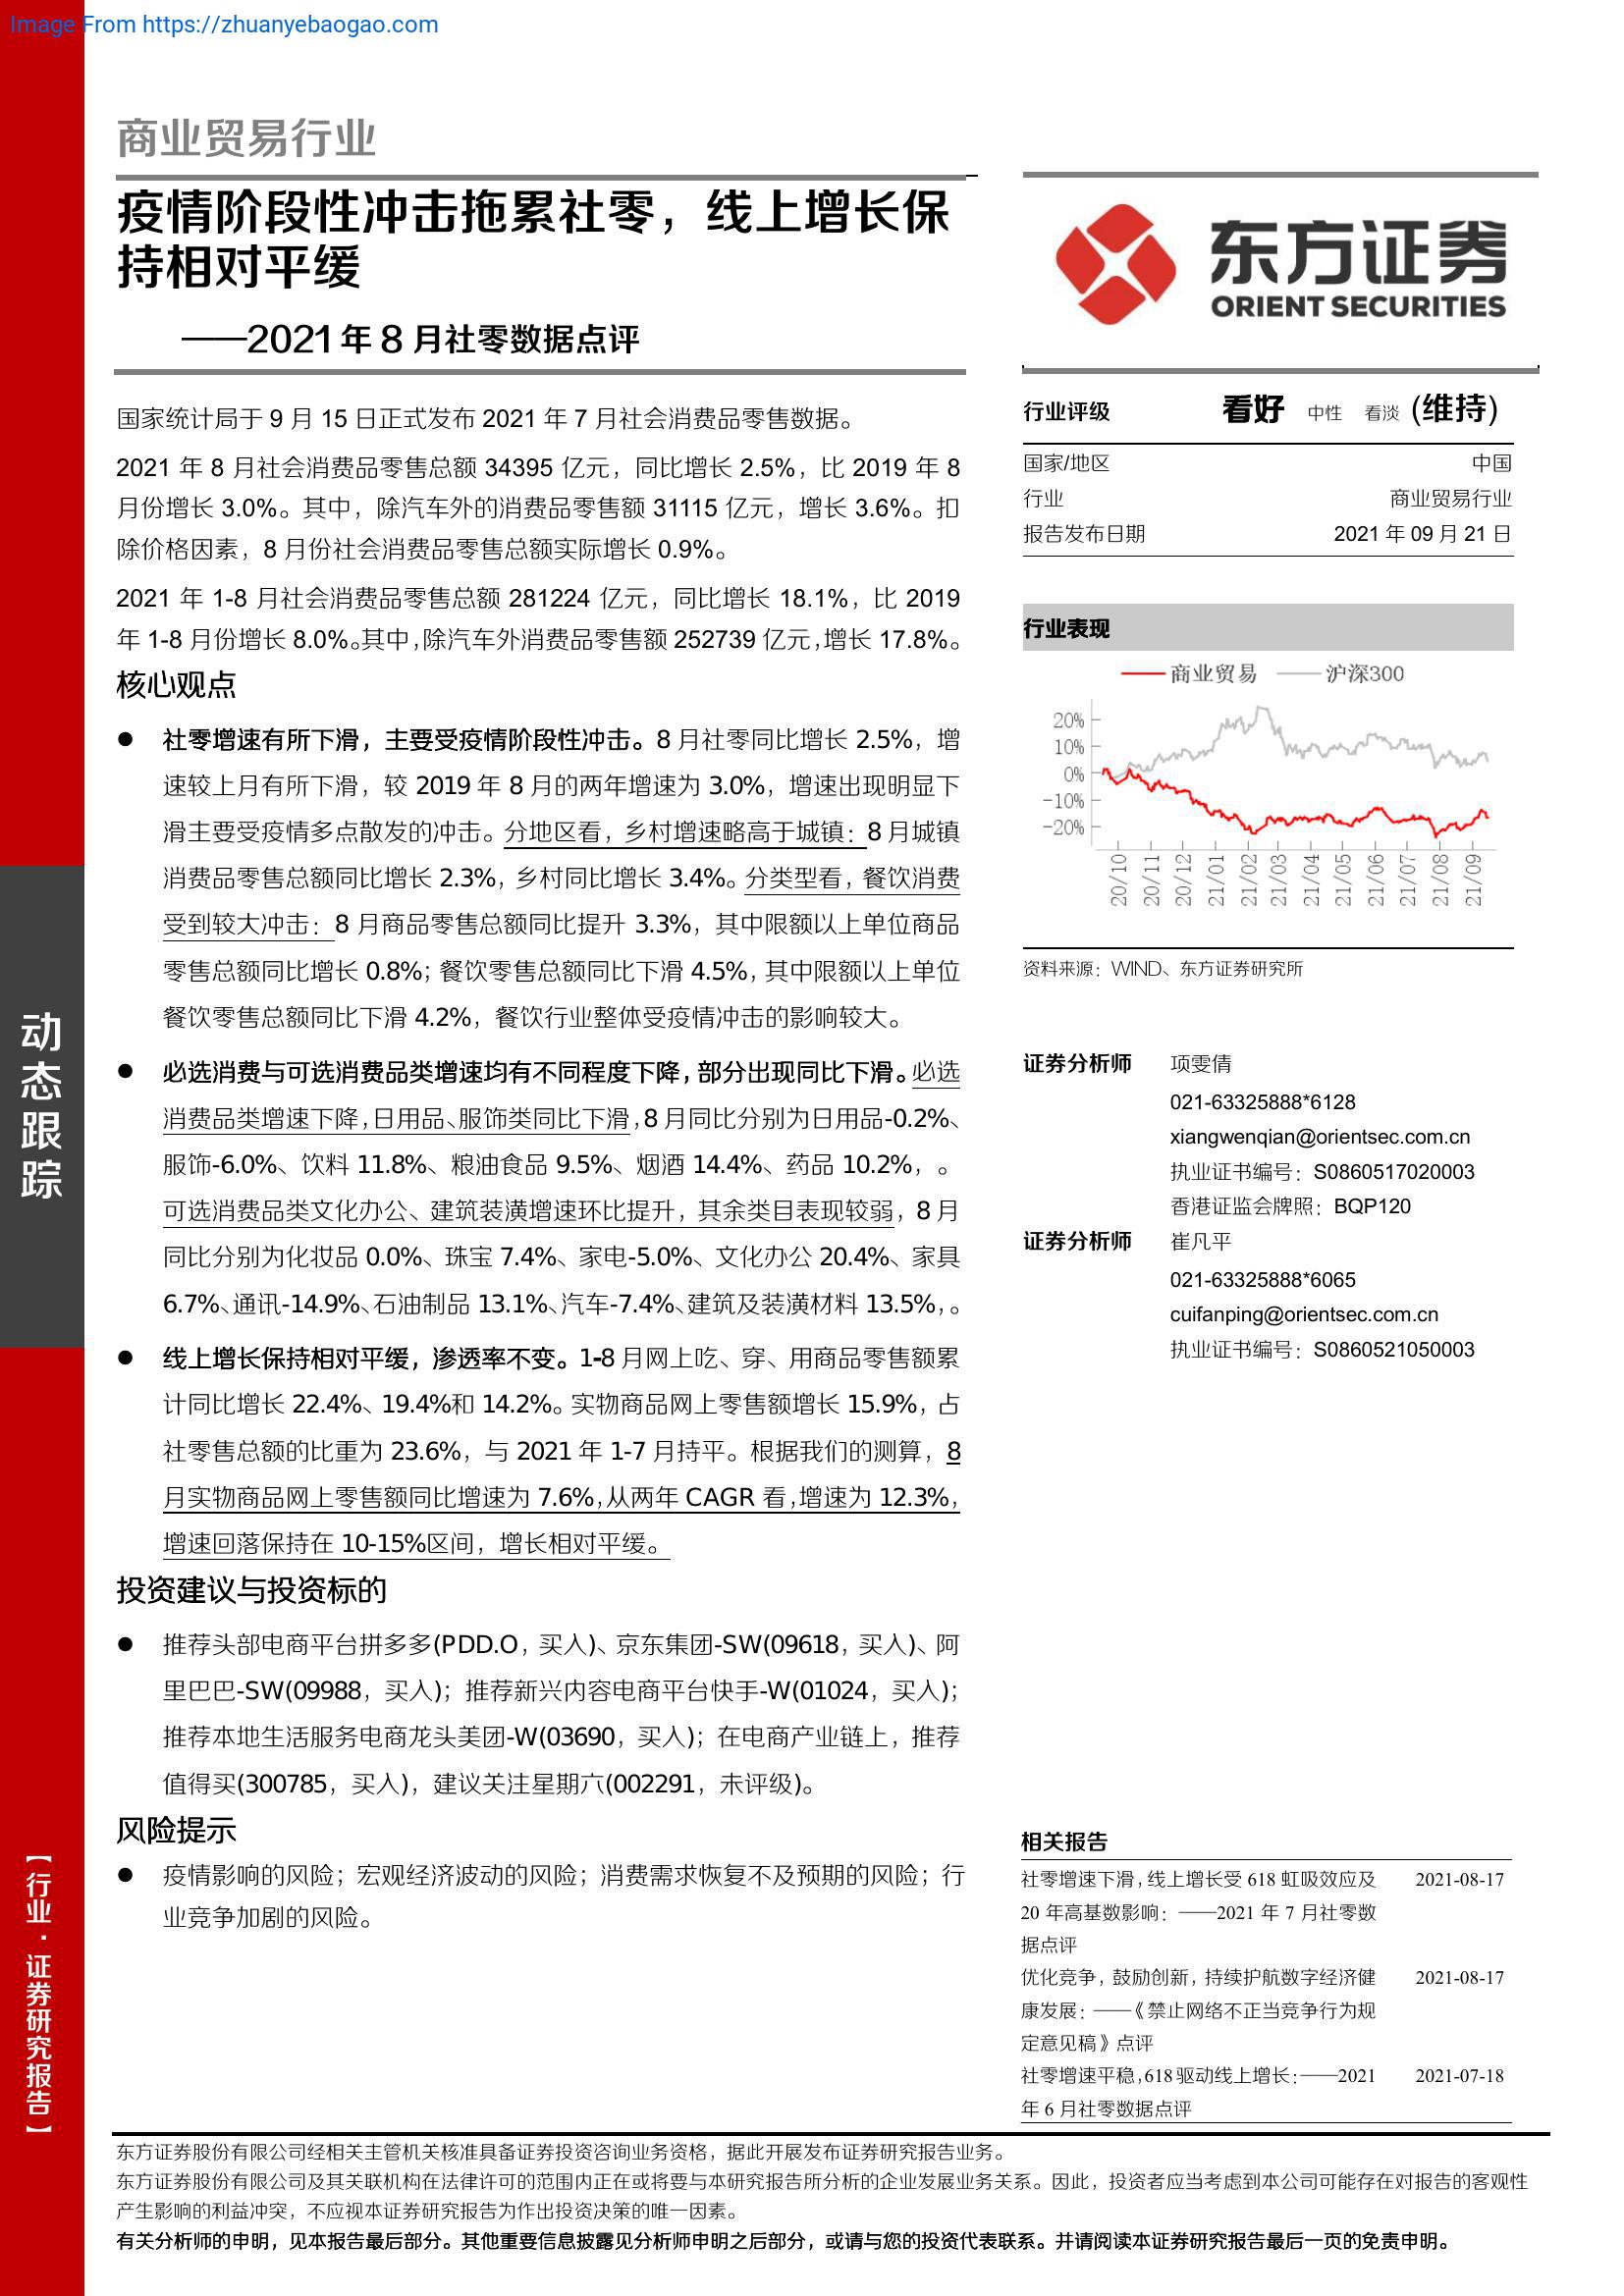 Image From https://zhuanyebaogao.com
商业贸易行业
疫情阶段性冲击拖累社零，线上增长保
持相对平缓
——2021 年 8 月社零数据点评
国家统计局于 9 月 15 日正式发布 2021 年 7 月社会消费品零售数据。
2021 年 8 月社会消费品零售总额 34395 亿元，同比增长 2.5%，比 2019 年 8
月份增长 3.0%。其中，除汽车外的消费品零售额 31115 亿元，增长 3.6%。扣
除价格因素，8 月份社会消费品零售总额实际增长 0.9%。
2021 年 1-8 月社会消费品零售总额 281224 亿元，同比增长 18.1%，比 2019
年 1-8 月份增长 8.0%。其中，除汽车外消费品零售额 252739 亿元，增长 17.8%。
核心观点
● 社零增速有所下滑，主要受疫情阶段性冲击。8 月社零同比增长 2.5%，增
速较上月有所下滑，较 2019 年 8 月的两年增速为 3.0%，增速出现明显下
滑主要受疫情多点散发的冲击。分地区看，乡村增速略高于城镇：8 月城镇
消费品零售总额同比增长 2.3%，乡村同比增长 3.4%。分类型看，餐饮消费
受到较大冲击：8 月商品零售总额同比提升 3.3%，其中限额以上单位商品
零售总额同比增长 0.8%；餐饮零售总额同比下滑 4.5%，其中限额以上单位
餐饮零售总额同比下滑 4.2%，餐饮行业整体受疫情冲击的影响较大。
● 必选消费与可选消费品类增速均有不同程度下降，部分出现同比下滑。必选
消费品类增速下降，日用品、服饰类同比下滑，8 月同比分别为日用品-0.2%、
服饰-6.0%、饮料 11.8%、粮油食品 9.5%、烟酒 14.4%、药品 10.2%，。
可选消费品类文化办公、建筑装潢增速环比提升，其余类目表现较弱，8 月
同比分别为化妆品 0.0%、珠宝 7.4%、家电-5.0%、文化办公 20.4%、家具
6.7%、通讯-14.9%、石油制品 13.1%、汽车-7.4%、建筑及装潢材料 13.5%，。
● 线上增长保持相对平缓，渗透率不变。1-8 月网上吃、穿、用商品零售额累
计同比增长 22.4%、19.4%和 14.2%。实物商品网上零售额增长 15.9%，占
社零售总额的比重为 23.6%，与 2021 年 1-7 月持平。根据我们的测算，8
月实物商品网上零售额同比增速为 7.6%，从两年 CAGR 看，增速为 12.3%，
增速回落保持在 10-15%区间，增长相对平缓。
投资建议与投资标的
● 推荐头部电商平台拼多多(PDD.O，买入)、京东集团-SW(09618，买入)、阿
里巴巴-SW(09988，买入)；推荐新兴内容电商平台快手-W(01024，买入)；
推荐本地生活服务电商龙头美团-W(03690，买入)；在电商产业链上，推荐
值得买(300785，买入)，建议关注星期六(002291，未评级)。
风险提示
● 疫情影响的风险；宏观经济波动的风险；消费需求恢复不及预期的风险；行
业竞争加剧的风险。
东方证券
ORIENT SECURITIES
行业评级 看好 中性 看淡 (维持)
国家/地区 中国
行业 商业贸易行业
报告发布日期 2021 年 09 月 21 日
行业表现
商业贸易 沪深300
20%
10%
0%
-10%
-20%
20/10 20/11 20/12 21/01 21/02 21/03 21/04 21/05 21/06 21/07 21/08 21/09
资料来源：WIND、东方证券研究所
证券分析师 项雯倩
021-63325888*6128
xiangwenqian@orientsec.com.cn
执业证书编号：S0860517020003
香港证监会牌照：BQP120
证券分析师 崔凡平
021-63325888*6065
cuifanping@orientsec.com.cn
执业证书编号：S0860521050003
相关报告
社零增速下滑，线上增长受 618 虹吸效应及 2021-08-17
20 年高基数影响：——2021 年 7 月社零数
据点评
优化竞争，鼓励创新，持续护航数字经济健 2021-08-17
康发展：——《禁止网络不正当竞争行为规
定意见稿》点评
社零增速平稳，618 驱动线上增长：——2021 2021-07-18
年 6 月社零数据点评
动态跟踪
【行业·证券研究报告】
东方证券股份有限公司经相关主管机关核准具备证券投资咨询业务资格，据此开展发布证券研究报告业务。
东方证券股份有限公司及其关联机构在法律许可的范围内正在或将要与本研究报告所分析的企业发展业务关系。因此，投资者应当考虑到本公司可能存在对报告的客观性
产生影响的利益冲突，不应视本证券研究报告为作出投资决策的唯一因素。
有关分析师的申明，见本报告最后部分。其他重要信息披露见分析师申明之后部分，或请与您的投资代表联系。并请阅读本证券研究报告最后一页的免责申明。